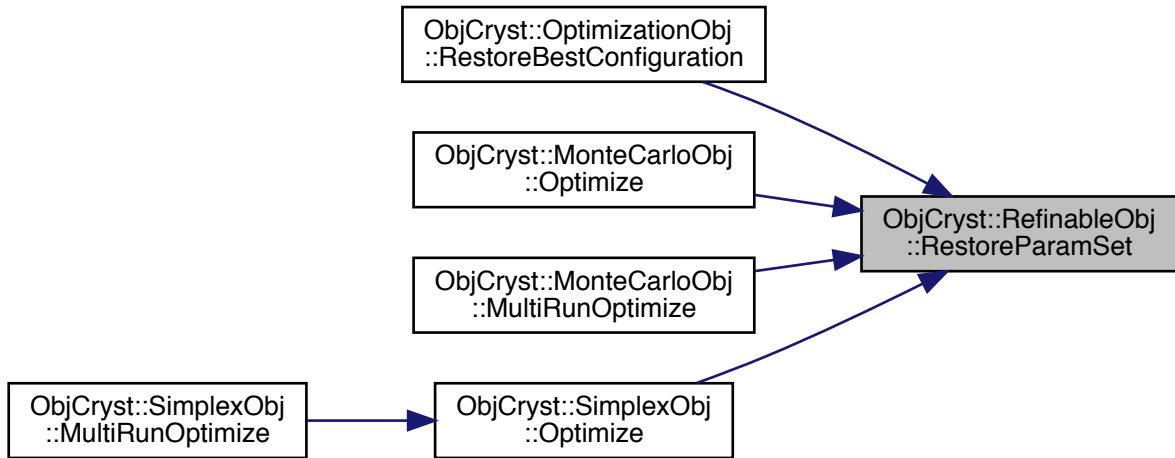 ObjCryst::OptimizationObj
::RestoreBestConfiguration
ObjCryst::MonteCarloObj
::Optimize
ObjCryst::RefinableObj
::RestoreParamSet
ObjCryst::MonteCarloObj
::MultiRunOptimize
ObjCryst::SimplexObj
::MultiRunOptimize
ObjCryst::SimplexObj
::Optimize